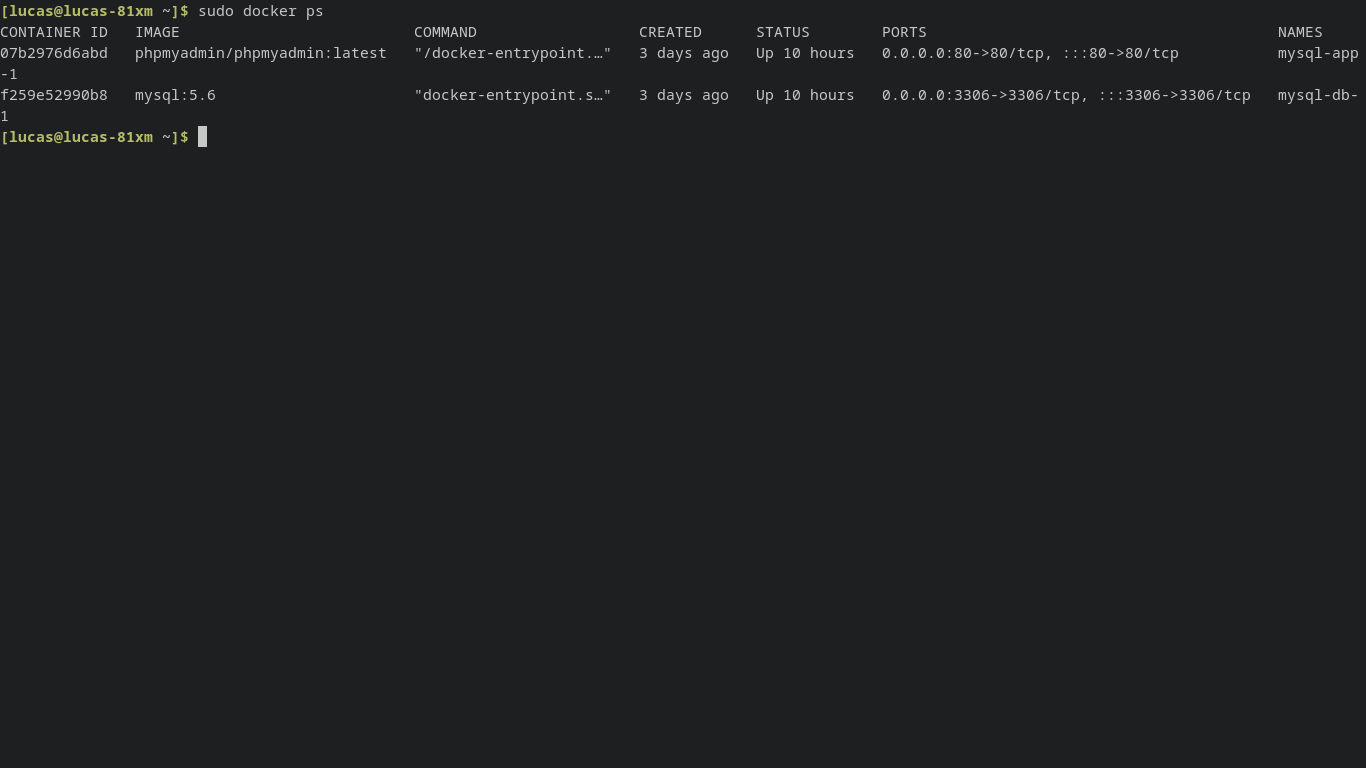 [lucas@lucas-81xm ~]$ sudo docker ps
CONTAINER ID   IMAGE                          COMMAND                  CREATED      STATUS        PORTS                                       NAMES
07b2976d6abd   phpmyadmin/phpmyadmin:latest   "/docker-entrypoint.…"   3 days ago   Up 10 hours   0.0.0.0:80->80/tcp, :::80->80/tcp           mysql-app
-1
f259e52990b8   mysql:5.6                      "docker-entrypoint.s…"   3 days ago   Up 10 hours   0.0.0.0:3306->3306/tcp, :::3306->3306/tcp   mysql-db-
1
[lucas@lucas-81xm ~]$